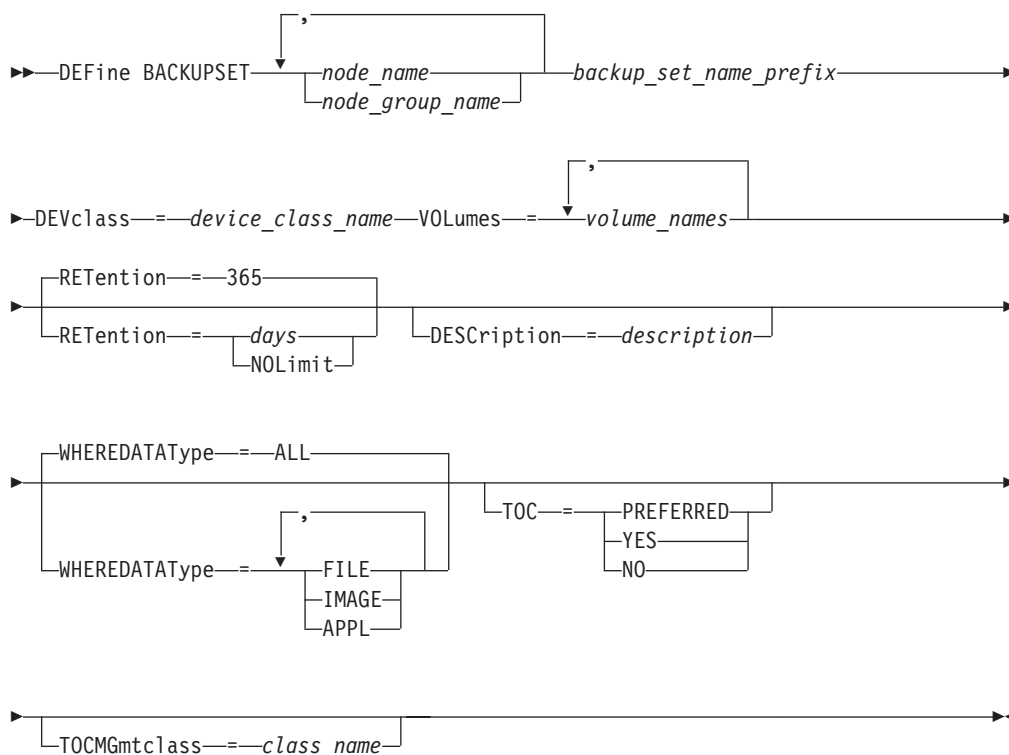 ,
DEFine BACKUPSET node_name backup_set_name_prefix
node_group_name
,
DEVclass = device_class_name VOLumes = volume_names
RETention = 365
RETention = days DESCription = description
NOLimit
WHEREDATAType = ALL
TOC = PREFERRED
, YES
WHEREDATAType = FILE NO
IMAGE
APPL
TOCMGmtclass = class_name